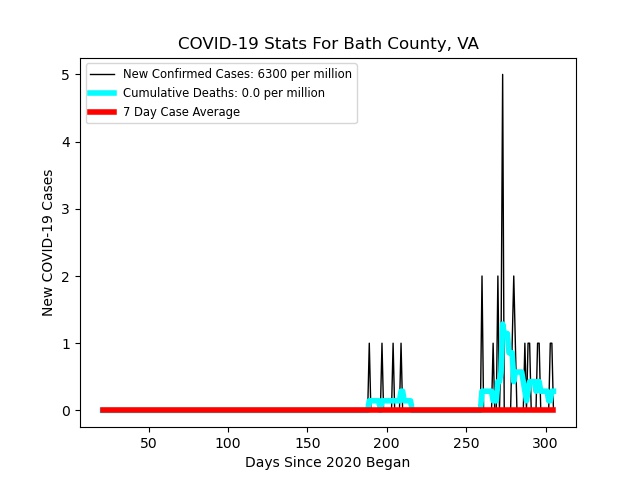 COVID-19 Stats For Bath County, VA
New Confirmed Cases: 6300 per million
Cumulative Deaths: 0.0 per million
7 Day Case Average
New COVID-19 Cases
5
4
3
2
1
0
50 100 150 200 250 300
Days Since 2020 Began